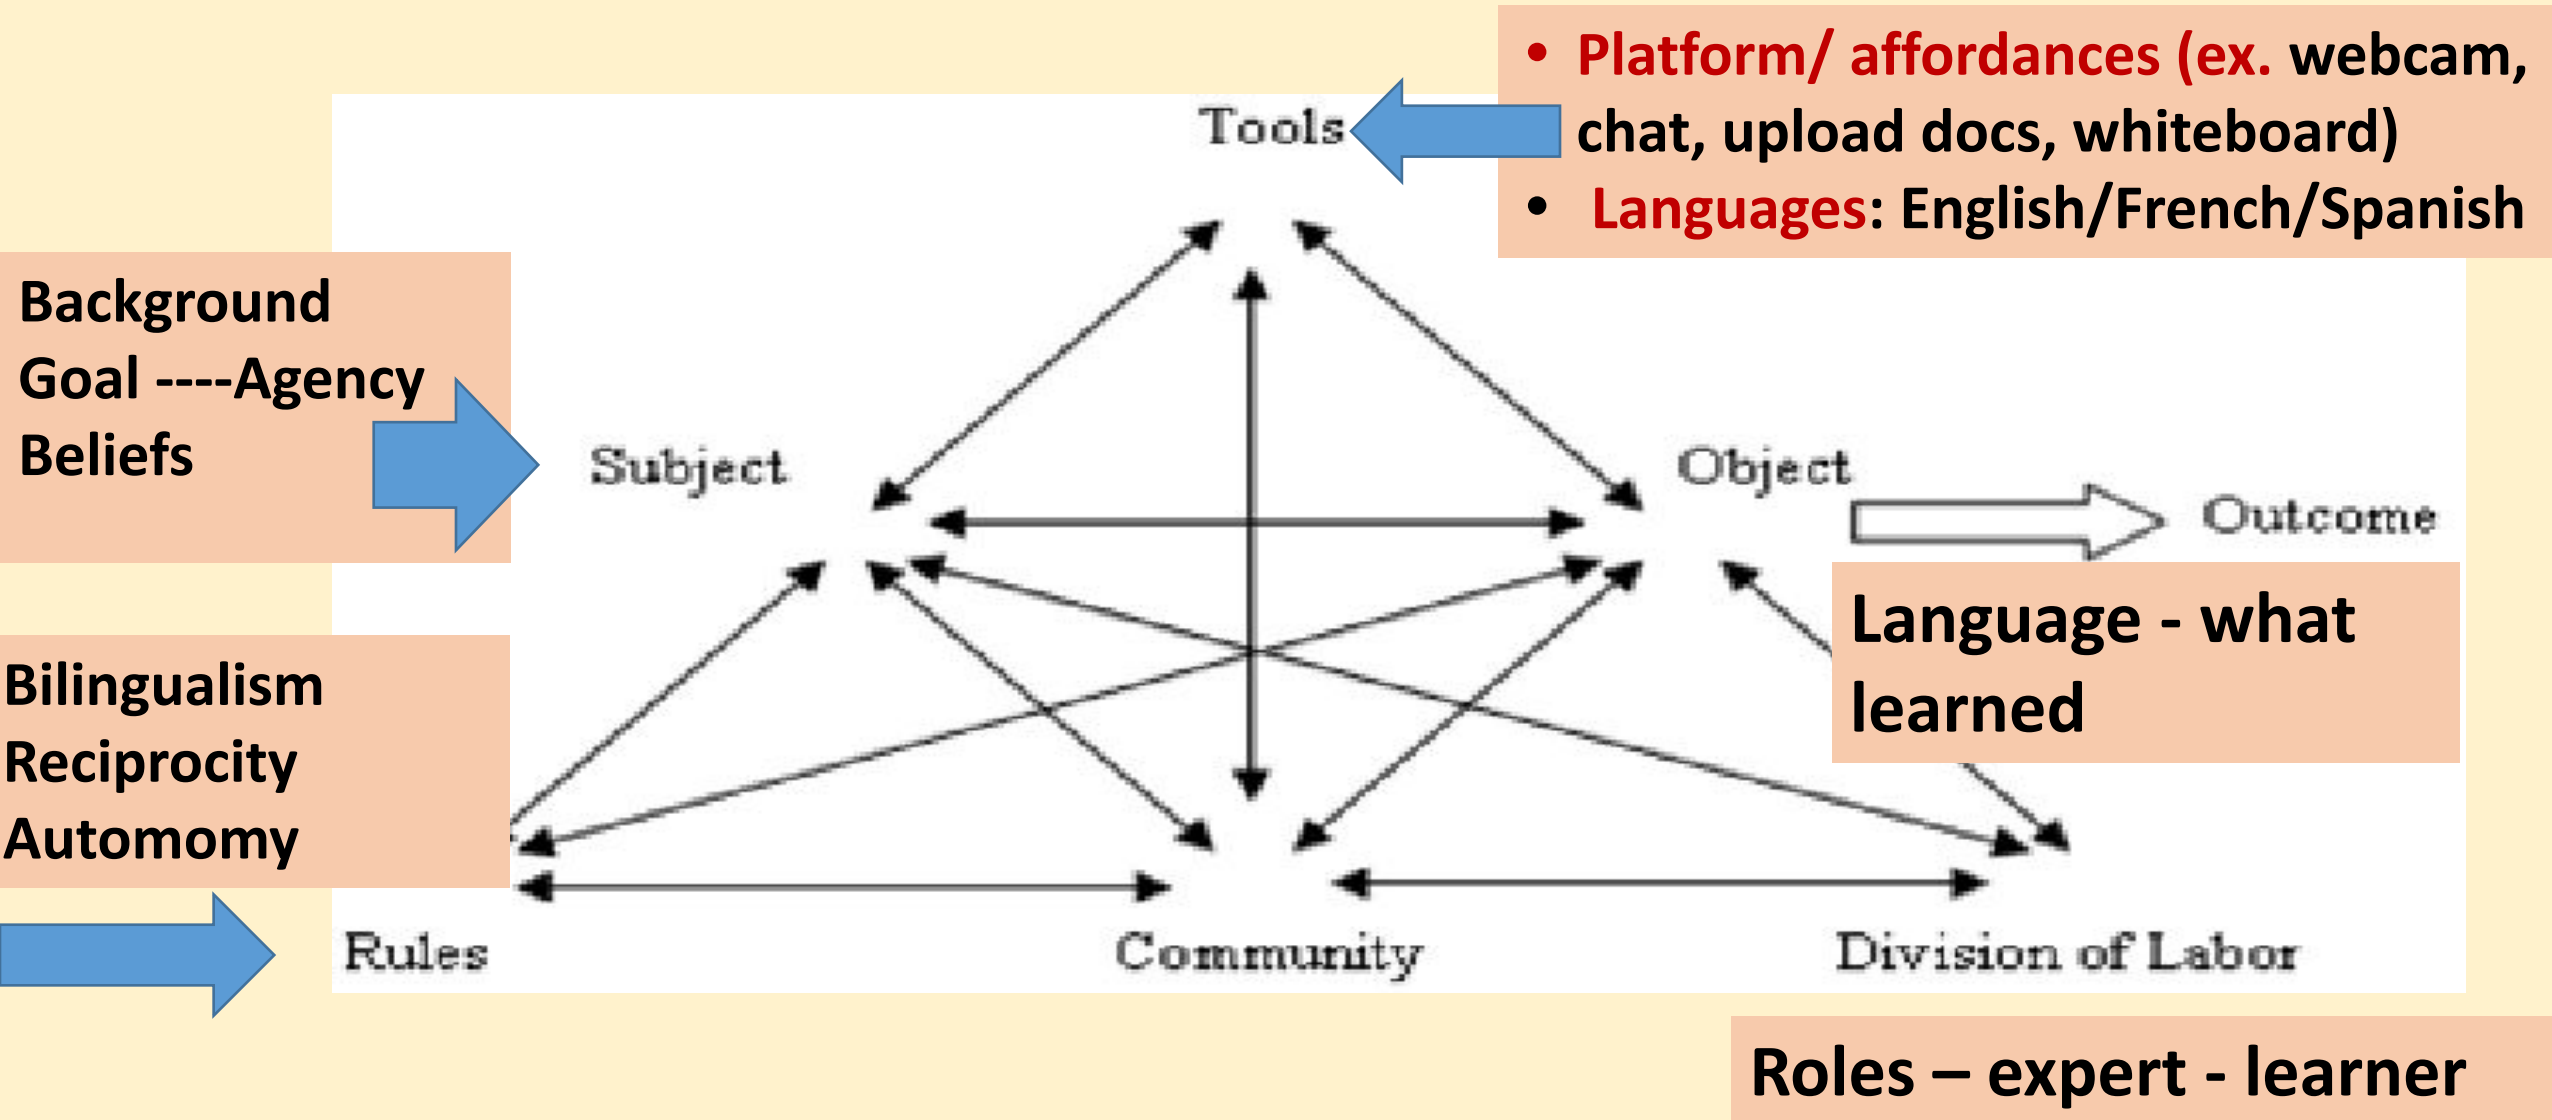 • Platform/ affordances (ex. webcam,
chat, upload docs, whiteboard)
• Languages: English/French/Spanish
Tools
Background
Goal ----Agency
Beliefs
Subject
Object
Outcome
Language - what
learned
Bilingualism
Reciprocity
Automomy
Rules
Community
Division of Labor
Roles – expert - learner